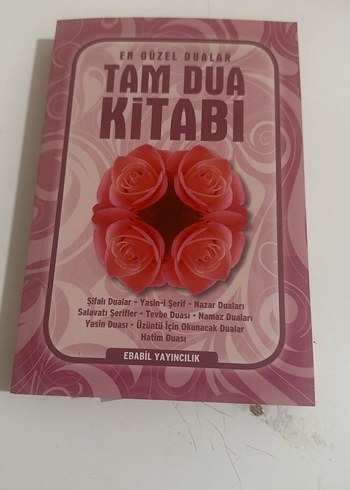 EN GÜZEL DUALAR
TAM DUA
KİTABI
Şifalı Dualar - Yasin-i Şerif - Nazar Duaları
Salavatı Şerifler - Tevbe Duası - Namaz Duaları
Yasin Duası - Üzüntü İçin Okunacak Dualar
Hatim Duası
EBABİL YAYINCILIK